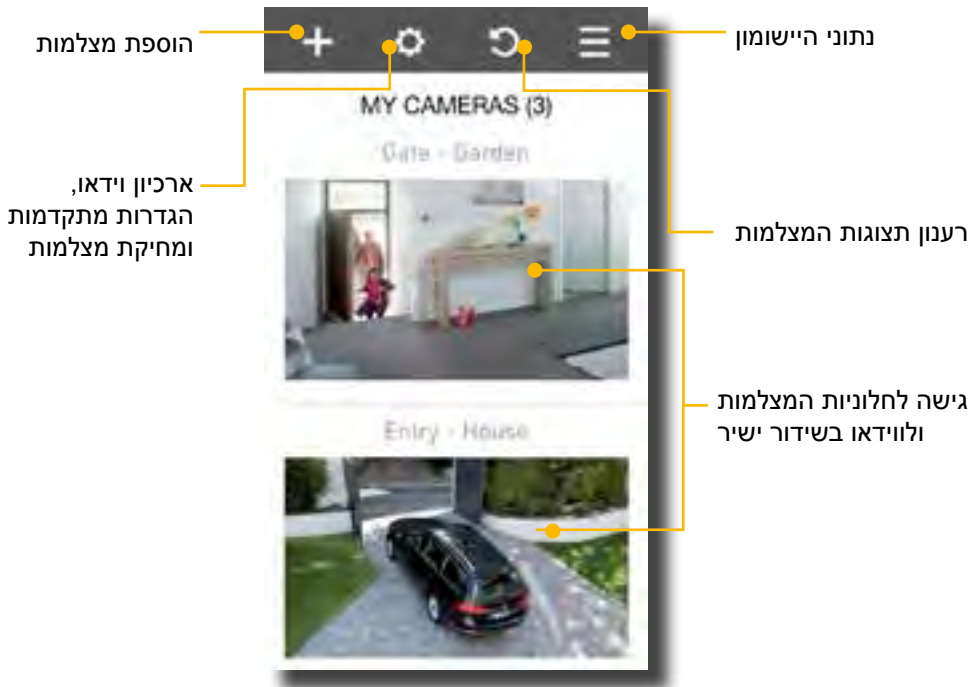 הוספת מצלמות
נתוני היישומון
MY CAMERAS (3)
Gate - Garden
ארכיון וידאו,
הגדרות מתקדמות
ומחיקת מצלמות
רענון תצוגות המצלמות
גישה לחלוניות המצלמות
ולווידאו בשידור ישיר
Entry - House